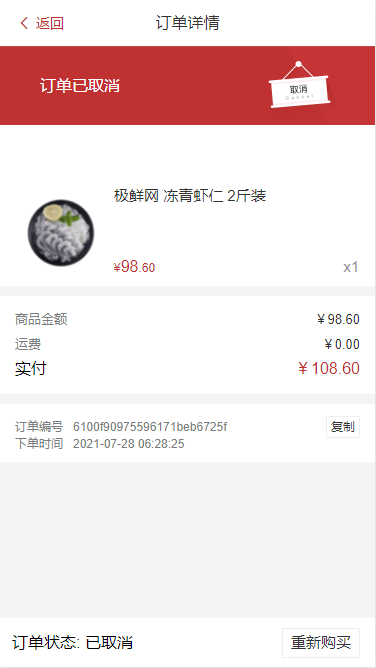 返回
订单详情
订单已取消
取消
Cancel
极鲜网 冻青虾仁 2斤装
¥98.60
x1
商品金额
¥ 98.60
运费
¥ 0.00
实付
¥ 108.60
订单编号 6100f90975596171beb6725f
复制
下单时间 2021-07-28 06:28:25
订单状态: 已取消
重新购买